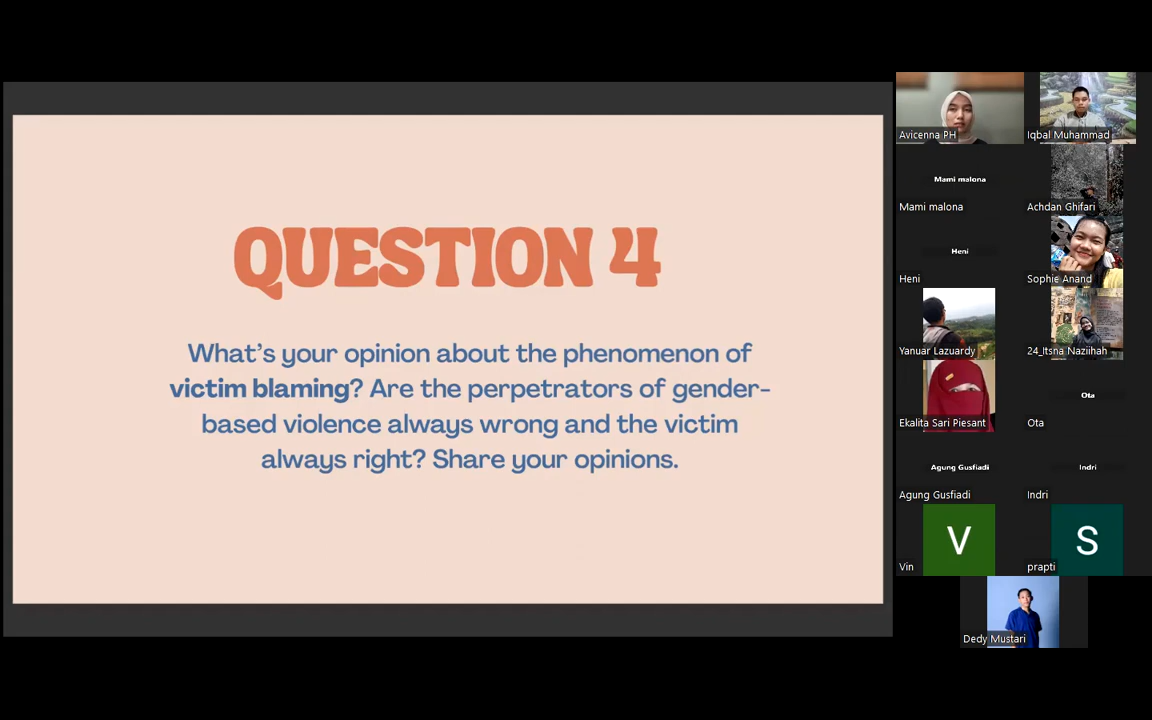 QUESTION 4
What's your opinion about the phenomenon of
victim blaming? Are the perpetrators of gender-
based violence always wrong and the victim
always right? Share your opinions.
Avicenna PH
Iqbal Muhammad
Mami malona
Mami malona
Achdan Ghifari
Heni
Heni
Sophie Anand
Yanuar Lazuardy
24_Itsna Naziihah
Ekalita Sari Piesant
Ota
Ota
Agung Gusfiadi
Agung Gusfiadi
Indri
Indri
V
Vin
S
prapti
Dedy Mustari